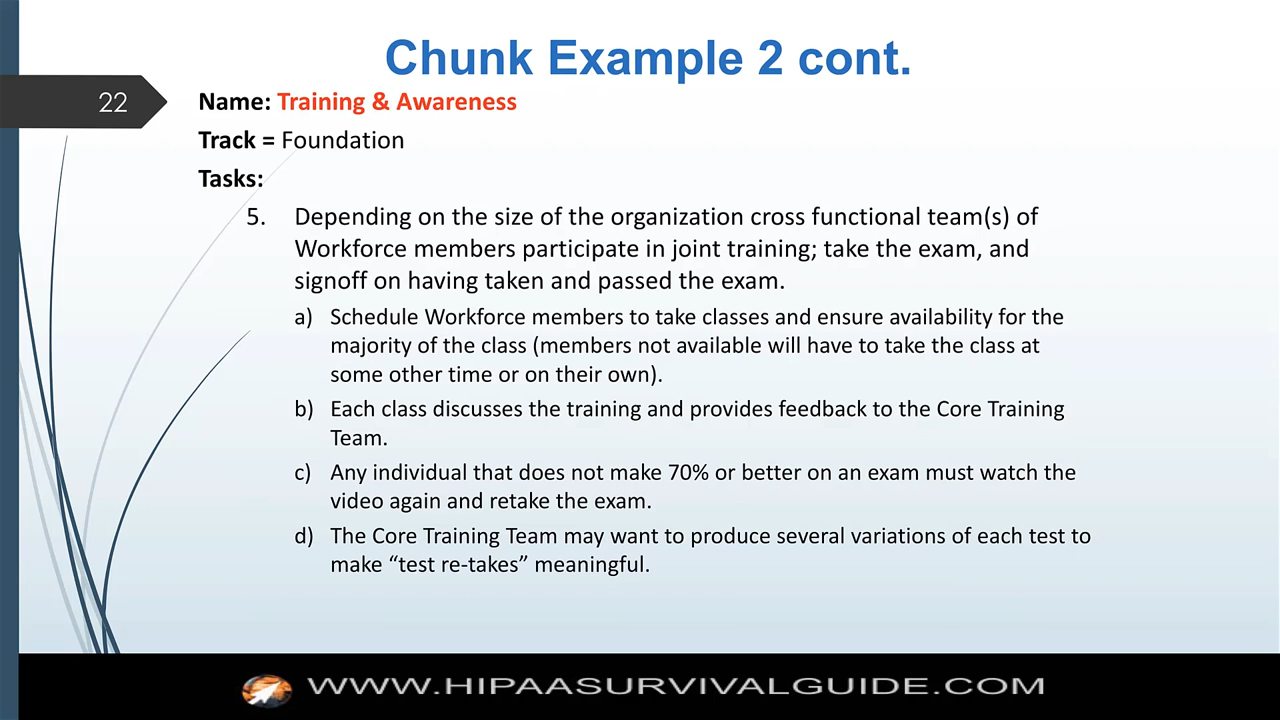 Chunk Example 2 cont.
22
Name: Training & Awareness
Track = Foundation
Tasks:
5. Depending on the size of the organization cross functional team(s) of
Workforce members participate in joint training; take the exam, and
signoff on having taken and passed the exam.
a) Schedule Workforce members to take classes and ensure availability for the
majority of the class (members not available will have to take the class at
some other time or on their own).
b) Each class discusses the training and provides feedback to the Core Training
Team.
c) Any individual that does not make 70% or better on an exam must watch the
video again and retake the exam.
d) The Core Training Team may want to produce several variations of each test to
make “test re-takes” meaningful.
WWW.HIPAASURVIVALGUIDE.COM